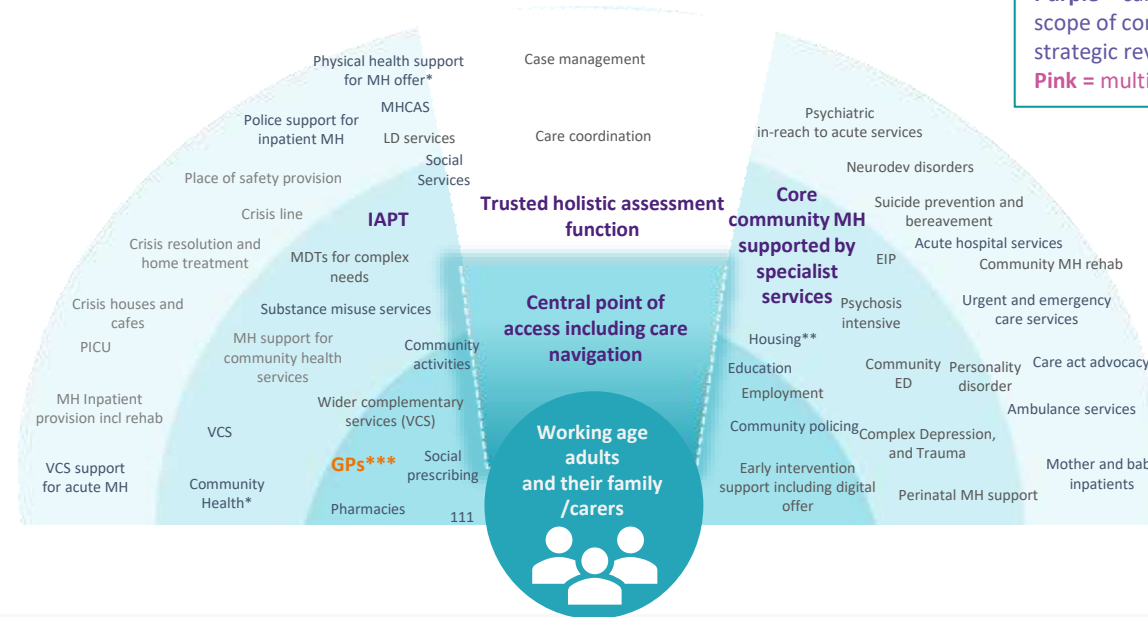 scope of
Pink = multi
Physical health support
for MH offer*
MHCAS
Police support for
inpatient MH
LD services
Social
Services
Place of safety provision
Crisis line
IAPT
Crisis resolution and
home treatment
MDTs for complex
needs
Crisis houses and
cafes
Substance misuse services
PICU
MH support for
community health
services
Community
activities
MH Inpatient
provision incl rehab
Wider complementary
services (VCS)
VCS
GPs***
Social
prescribing
VCS support
for acute MH
Community
Health*
Pharmacies
111
Case management
Care coordination
Trusted holistic assessment
function
Central point of
access including care
navigation
Working age
adults
and their family
/carers
Psychiatric
in-reach to acute services
Neurodev disorders
Core
community MH
supported by
specialist
services
Suicide prevention and
bereavement
Acute hospital services
EIP
Community MH rehab
Psychosis
intensive
Urgent and emergency
care services
Housing**
Education
Employment
Community
ED
Personality
disorder
Care act advocacy
Ambulance services
Community policing
Complex Depression,
and Trauma
Early intervention
support including digital
offer
Perinatal MH support
Mother and bab
inpatients